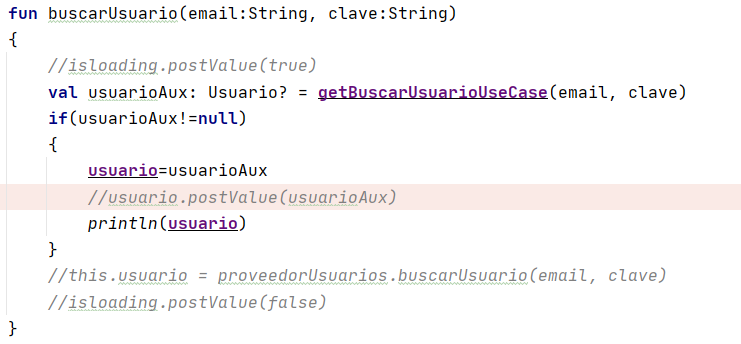 fun buscarUsuario(email:String, clave:String)
{
//isloading.postValue(true)
val usuarioAux: Usuario? = getBuscarUsuarioUseCase(email, clave)
if(usuarioAux!=null)
{
usuario=usuarioAux
//usuario.postValue(usuarioAux)
println(usuario)
}
//this.usuario = proveedorUsuarios.buscarUsuario(email, clave)
//isloading.postValue(false)
}